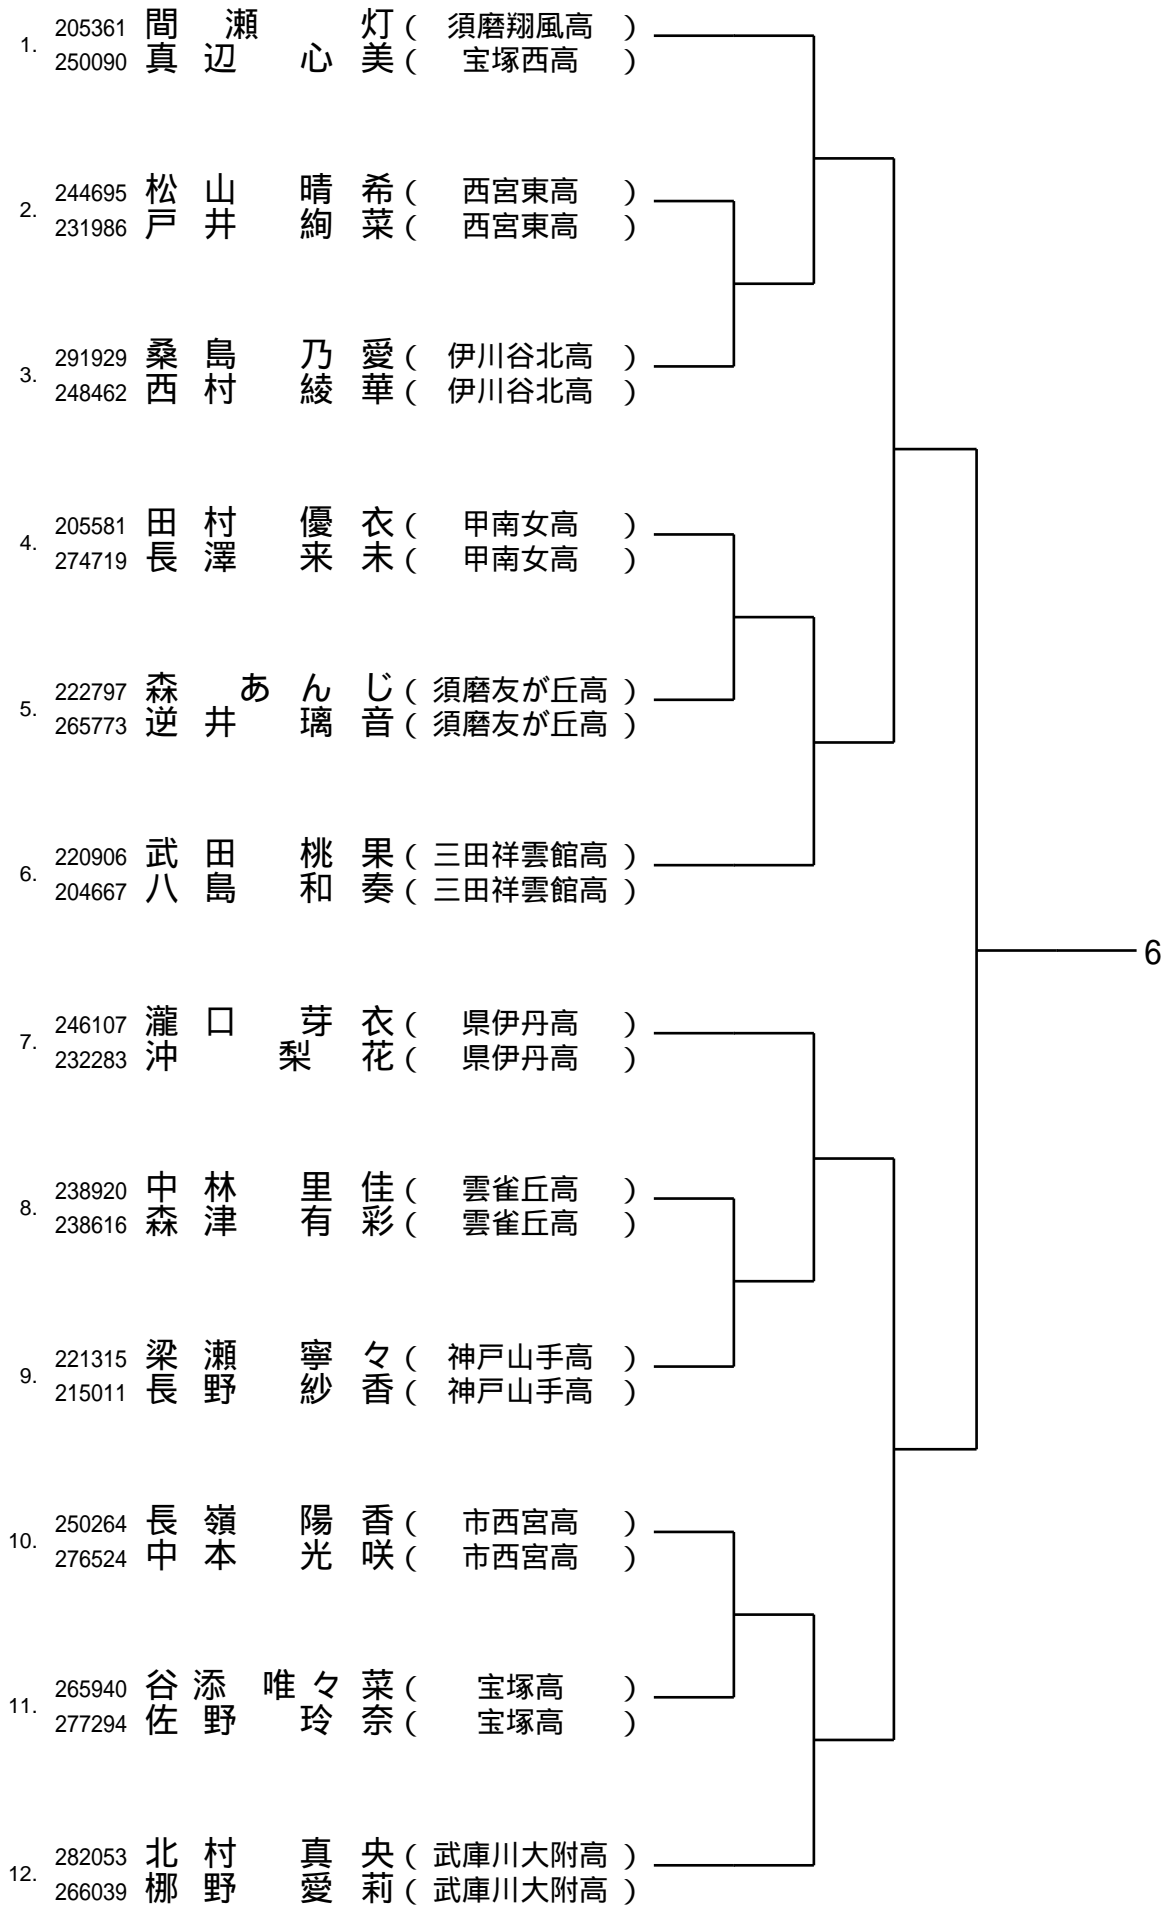 1. 205361 間瀬 灯 ( 須磨翔風高 )
250090 真辺 心美 ( 宝塚西高 )
2. 244695 松山 晴希 ( 西宮東高 )
231986 戸井 絢菜 ( 西宮東高 )
3. 291929 桑島 乃愛 ( 伊川谷北高 )
248462 西村 綾華 ( 伊川谷北高 )
4. 205581 田村 優衣 ( 甲南女高 )
274719 長澤 来未 ( 甲南女高 )
5. 222797 森 あんじ ( 須磨友が丘高 )
265773 逆井 璃音 ( 須磨友が丘高 )
6. 220906 武田 桃果 ( 三田祥雲館高 )
204667 八島 和奏 ( 三田祥雲館高 )
6
7. 246107 瀧口 芽衣 ( 県伊丹高 )
232283 沖 梨花 ( 県伊丹高 )
8. 238920 中林 里佳 ( 雲雀丘高 )
238616 森津 有彩 ( 雲雀丘高 )
9. 221315 梁瀬 寧々 ( 神戸山手高 )
215011 長野 紗香 ( 神戸山手高 )
10. 250264 長嶺 陽香 ( 市西宮高 )
276524 中本 光咲 ( 市西宮高 )
11. 265940 谷添 唯々菜 ( 宝塚高 )
277294 佐野 玲奈 ( 宝塚高 )
12. 282053 北村 真央 ( 武庫川大附高 )
266039 梛野 愛莉 ( 武庫川大附高 )